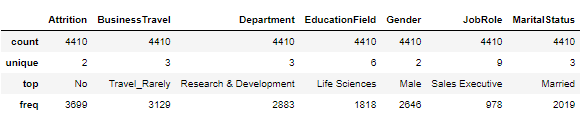 Attrition BusinessTravel Department EducationField Gender JobRole MaritalStatus
count 4410 4410 4410 4410 4410 4410 4410
unique 2 3 3 6 2 9 3
top No Travel_Rarely Research & Development Life Sciences Male Sales Executive Married
freq 3699 3129 2883 1818 2646 978 2019